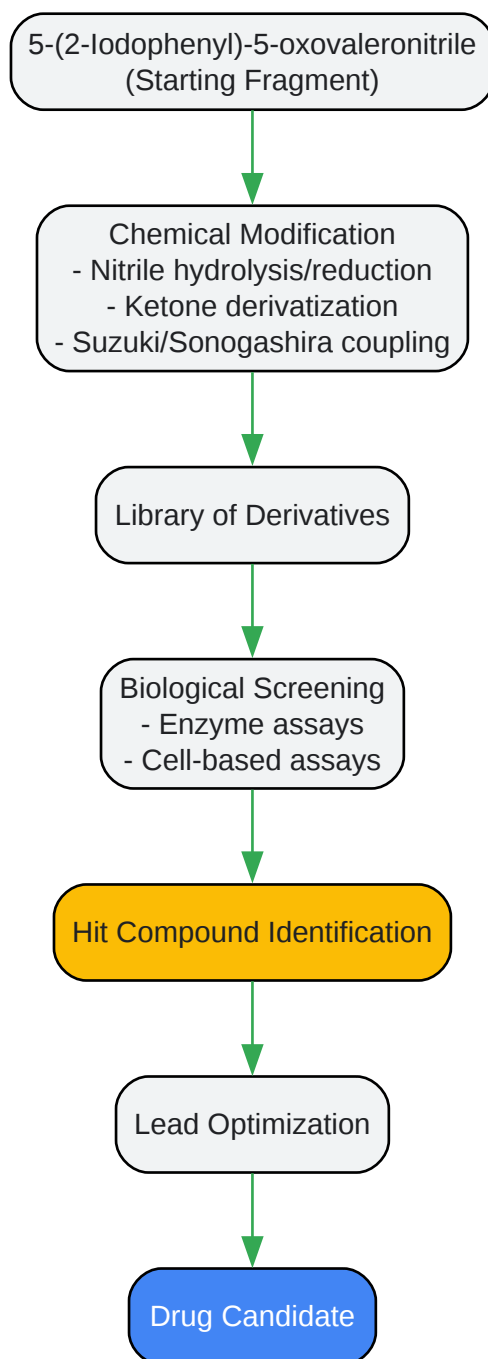 5-(2-Iodophenyl)-5-oxovaleronitrile
(Starting Fragment)
Chemical Modification
- Nitrile hydrolysis/reduction
- Ketone derivatization
- Suzuki/Sonogashira coupling
Library of Derivatives
Biological Screening
- Enzyme assays
- Cell-based assays
Hit Compound Identification
Lead Optimization
Drug Candidate